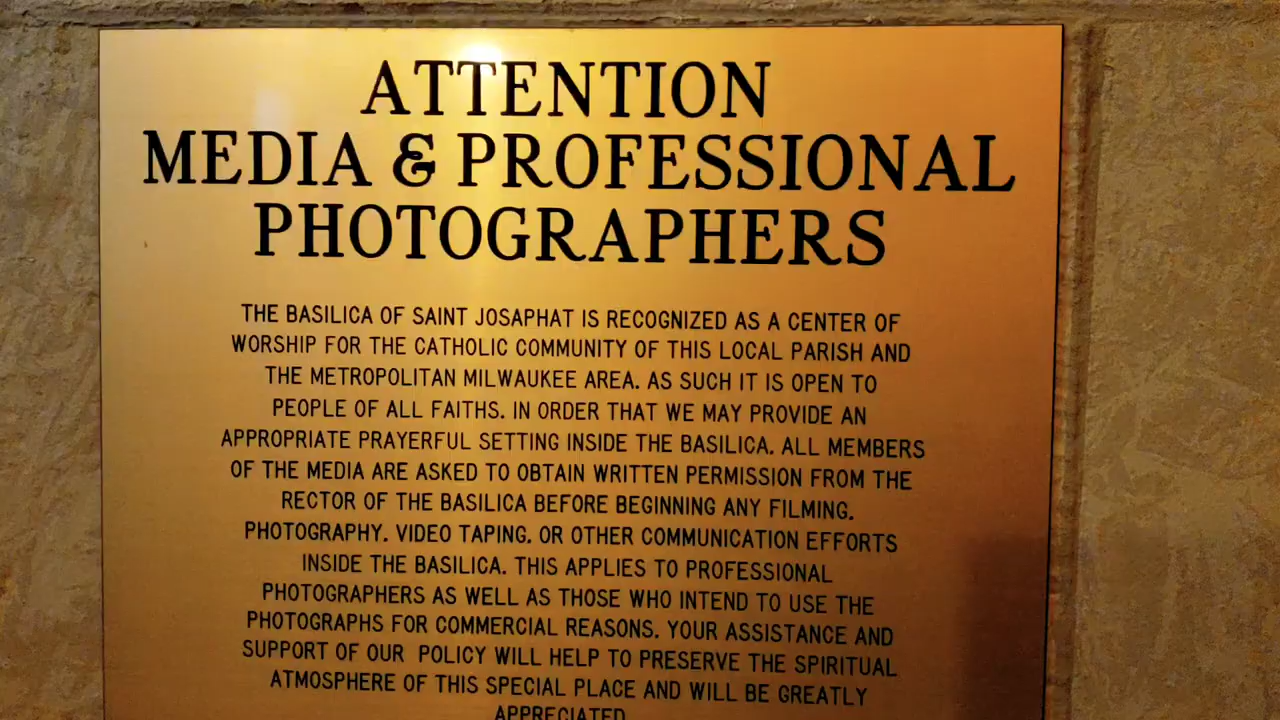 ATTENTION
MEDIA & PROFESSIONAL
PHOTOGRAPHERS
THE BASILICA OF SAINT JOSAPHAT IS RECOGNIZED AS A CENTER OF
WORSHIP FOR THE CATHOLIC COMMUNITY OF THIS LOCAL PARISH AND
THE METROPOLITAN MILWAUKEE AREA. AS SUCH IT IS OPEN TO
PEOPLE OF ALL FAITHS. IN ORDER THAT WE MAY PROVIDE AN
APPROPRIATE PRAYERFUL SETTING INSIDE THE BASILICA, ALL MEMBERS
OF THE MEDIA ARE ASKED TO OBTAIN WRITTEN PERMISSION FROM THE
RECTOR OF THE BASILICA BEFORE BEGINNING ANY FILMING,
PHOTOGRAPHY, VIDEO TAPING, OR OTHER COMMUNICATION EFFORTS
INSIDE THE BASILICA. THIS APPLIES TO PROFESSIONAL
PHOTOGRAPHERS AS WELL AS THOSE WHO INTEND TO USE THE
PHOTOGRAPHS FOR COMMERCIAL REASONS. YOUR ASSISTANCE AND
SUPPORT OF OUR POLICY WILL HELP TO PRESERVE THE SPIRITUAL
ATMOSPHERE OF THIS SPECIAL PLACE AND WILL BE GREATLY
APPRECIATED